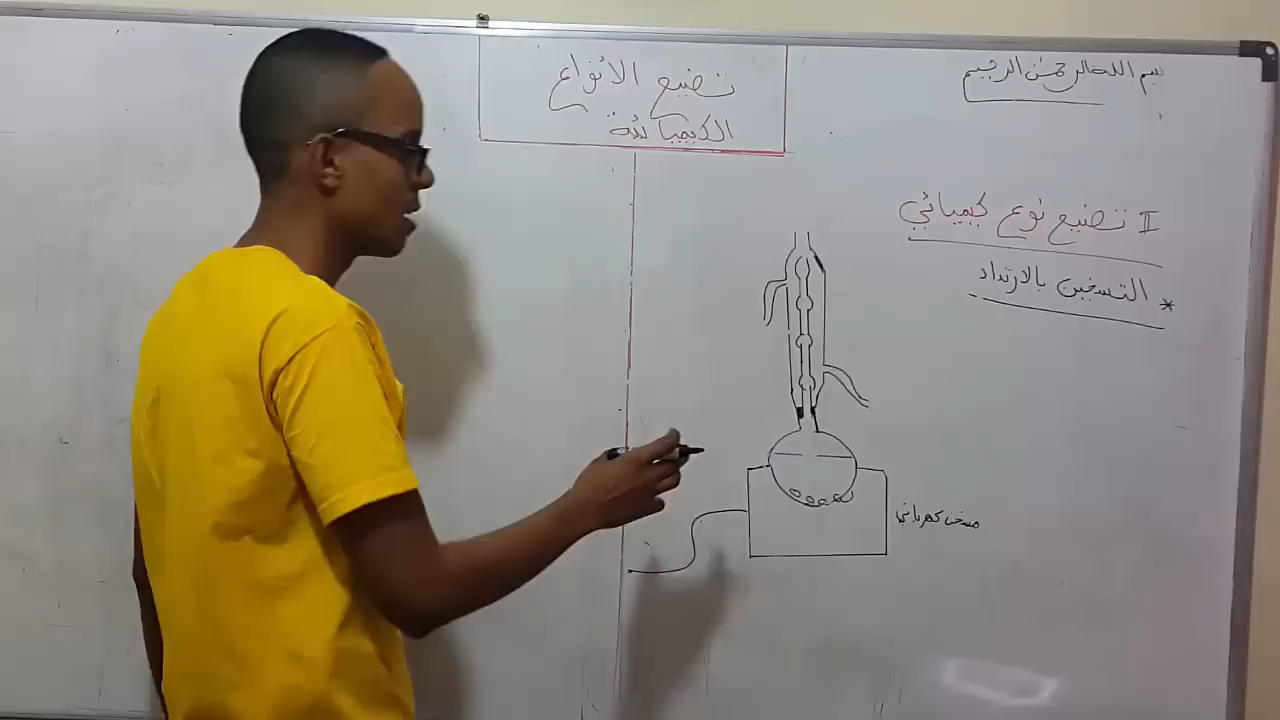 بسم الله الرحمن الرحيم
تصنيع الأنواع
الكيميائية
II تصنيع نوع كيميائي
* التسخين بالارتداد
مسخن كهربائي